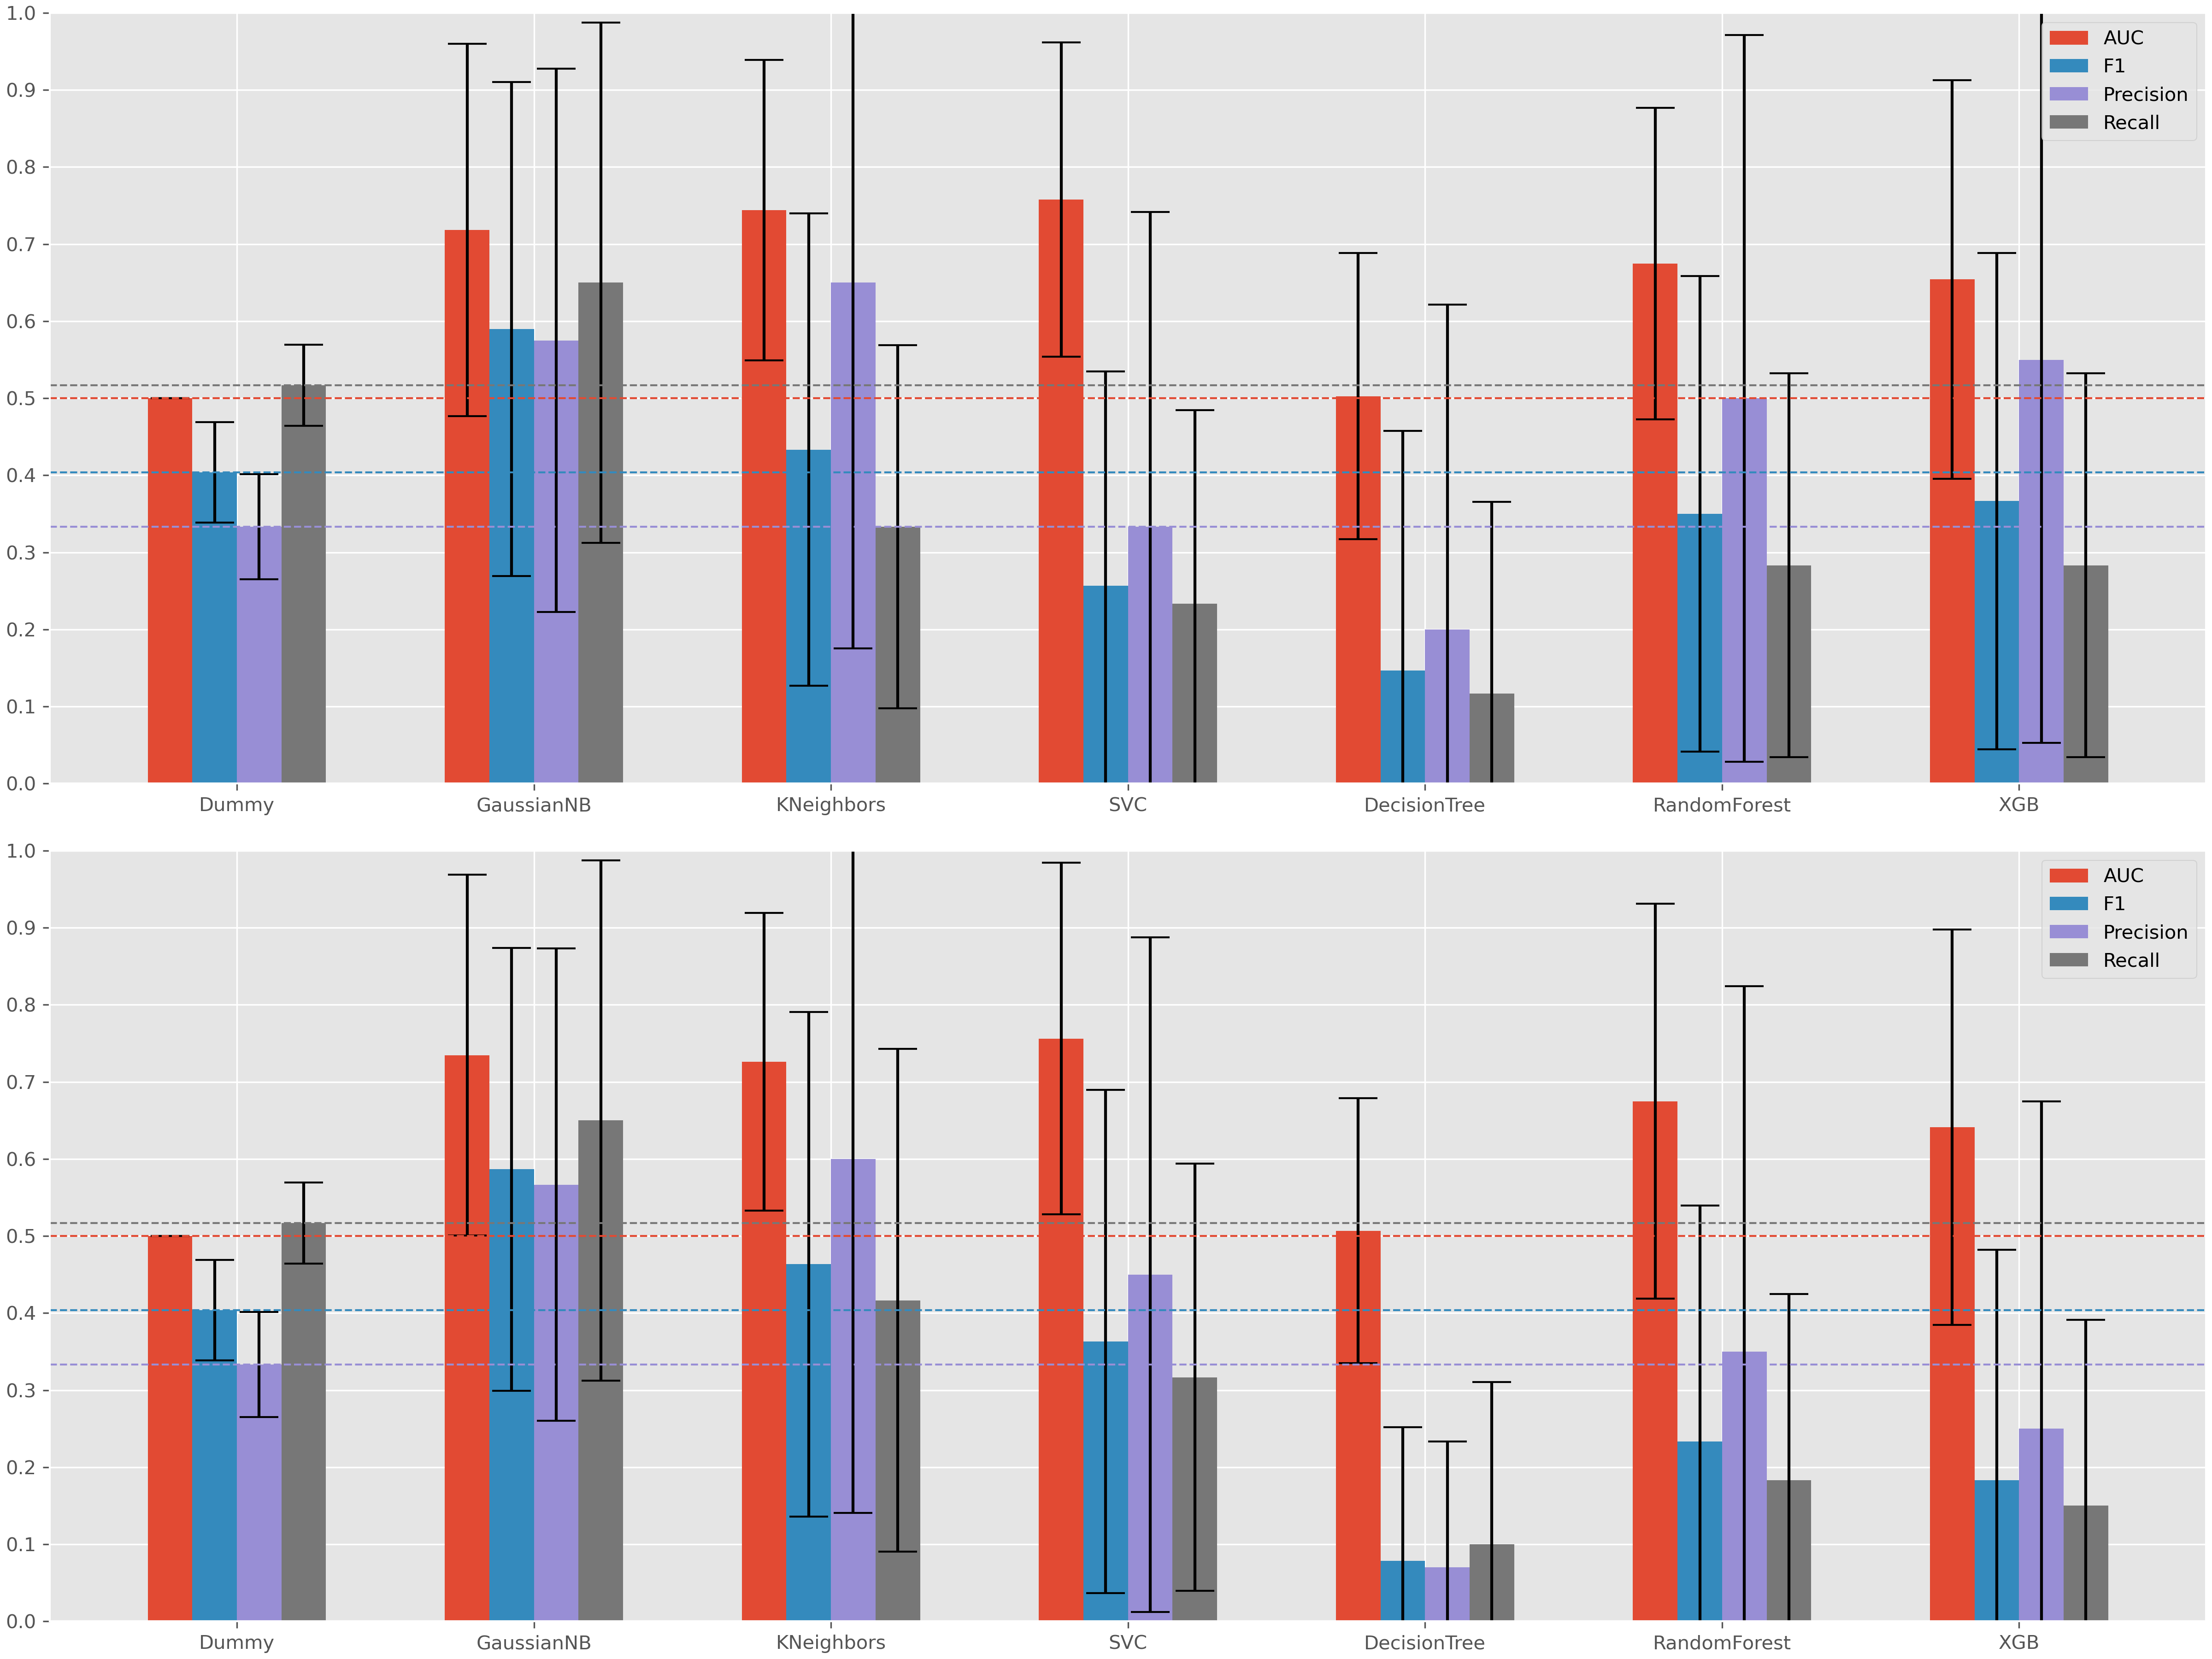 1.0
0.9
0.8
0.7
0.6
0.5
0.4
0.3
0.2
0.1
0.0
AUC
F1
Precision
Recall
Dummy
GaussianNB
KNeighbors
SVC
DecisionTree
RandomForest
XGB
1.0
0.9
0.8
0.7
0.6
0.5
0.4
0.3
0.2
0.1
0.0
AUC
F1
Precision
Recall
Dummy
GaussianNB
KNeighbors
SVC
DecisionTree
RandomForest
XGB